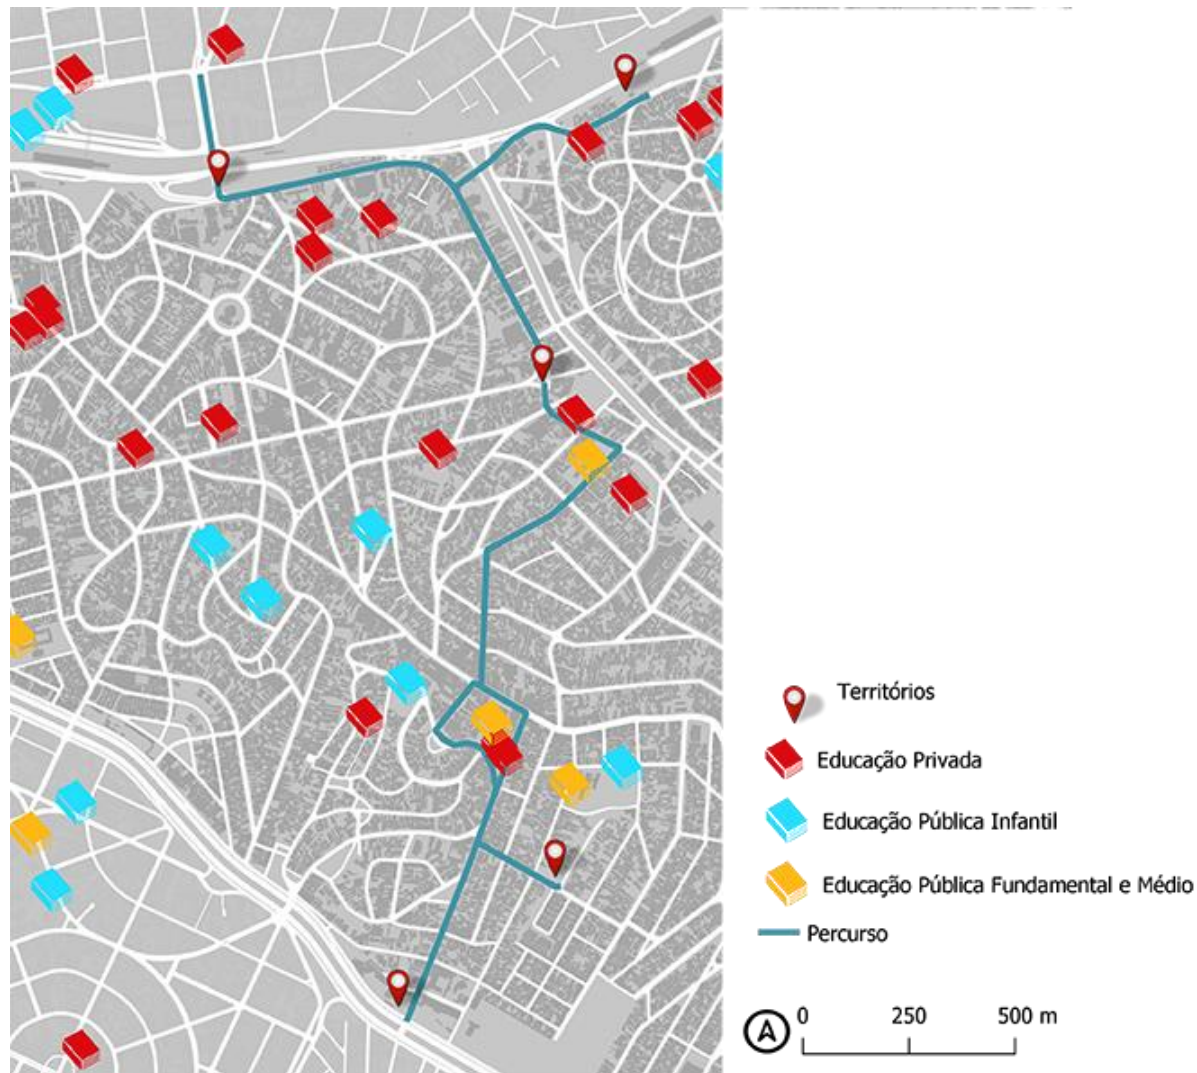 Territórios
Educação Privada
Educação Pública Infantil
Educação Pública Fundamental e Médio
Percurso
0 250 500 m